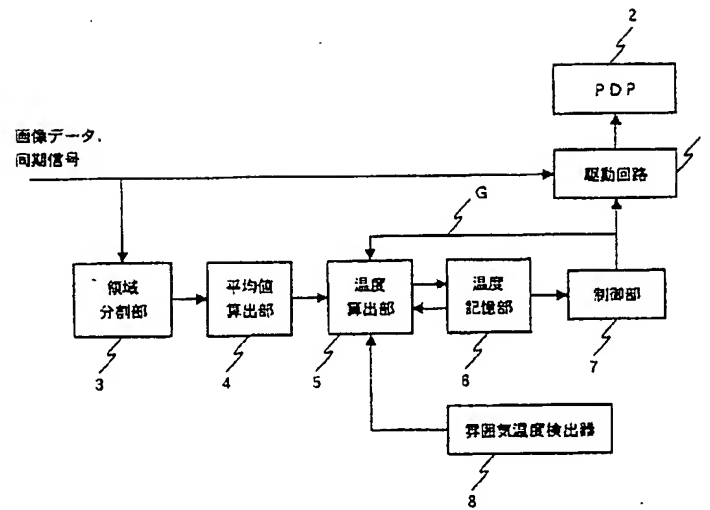 2
PDP
画像データ、
同期信号
駆動回路
G
領域
分割部
平均値
算出部
温度
算出部
温度
記憶部
制御部
3
4
5
6
7
雰囲気温度検出器
8